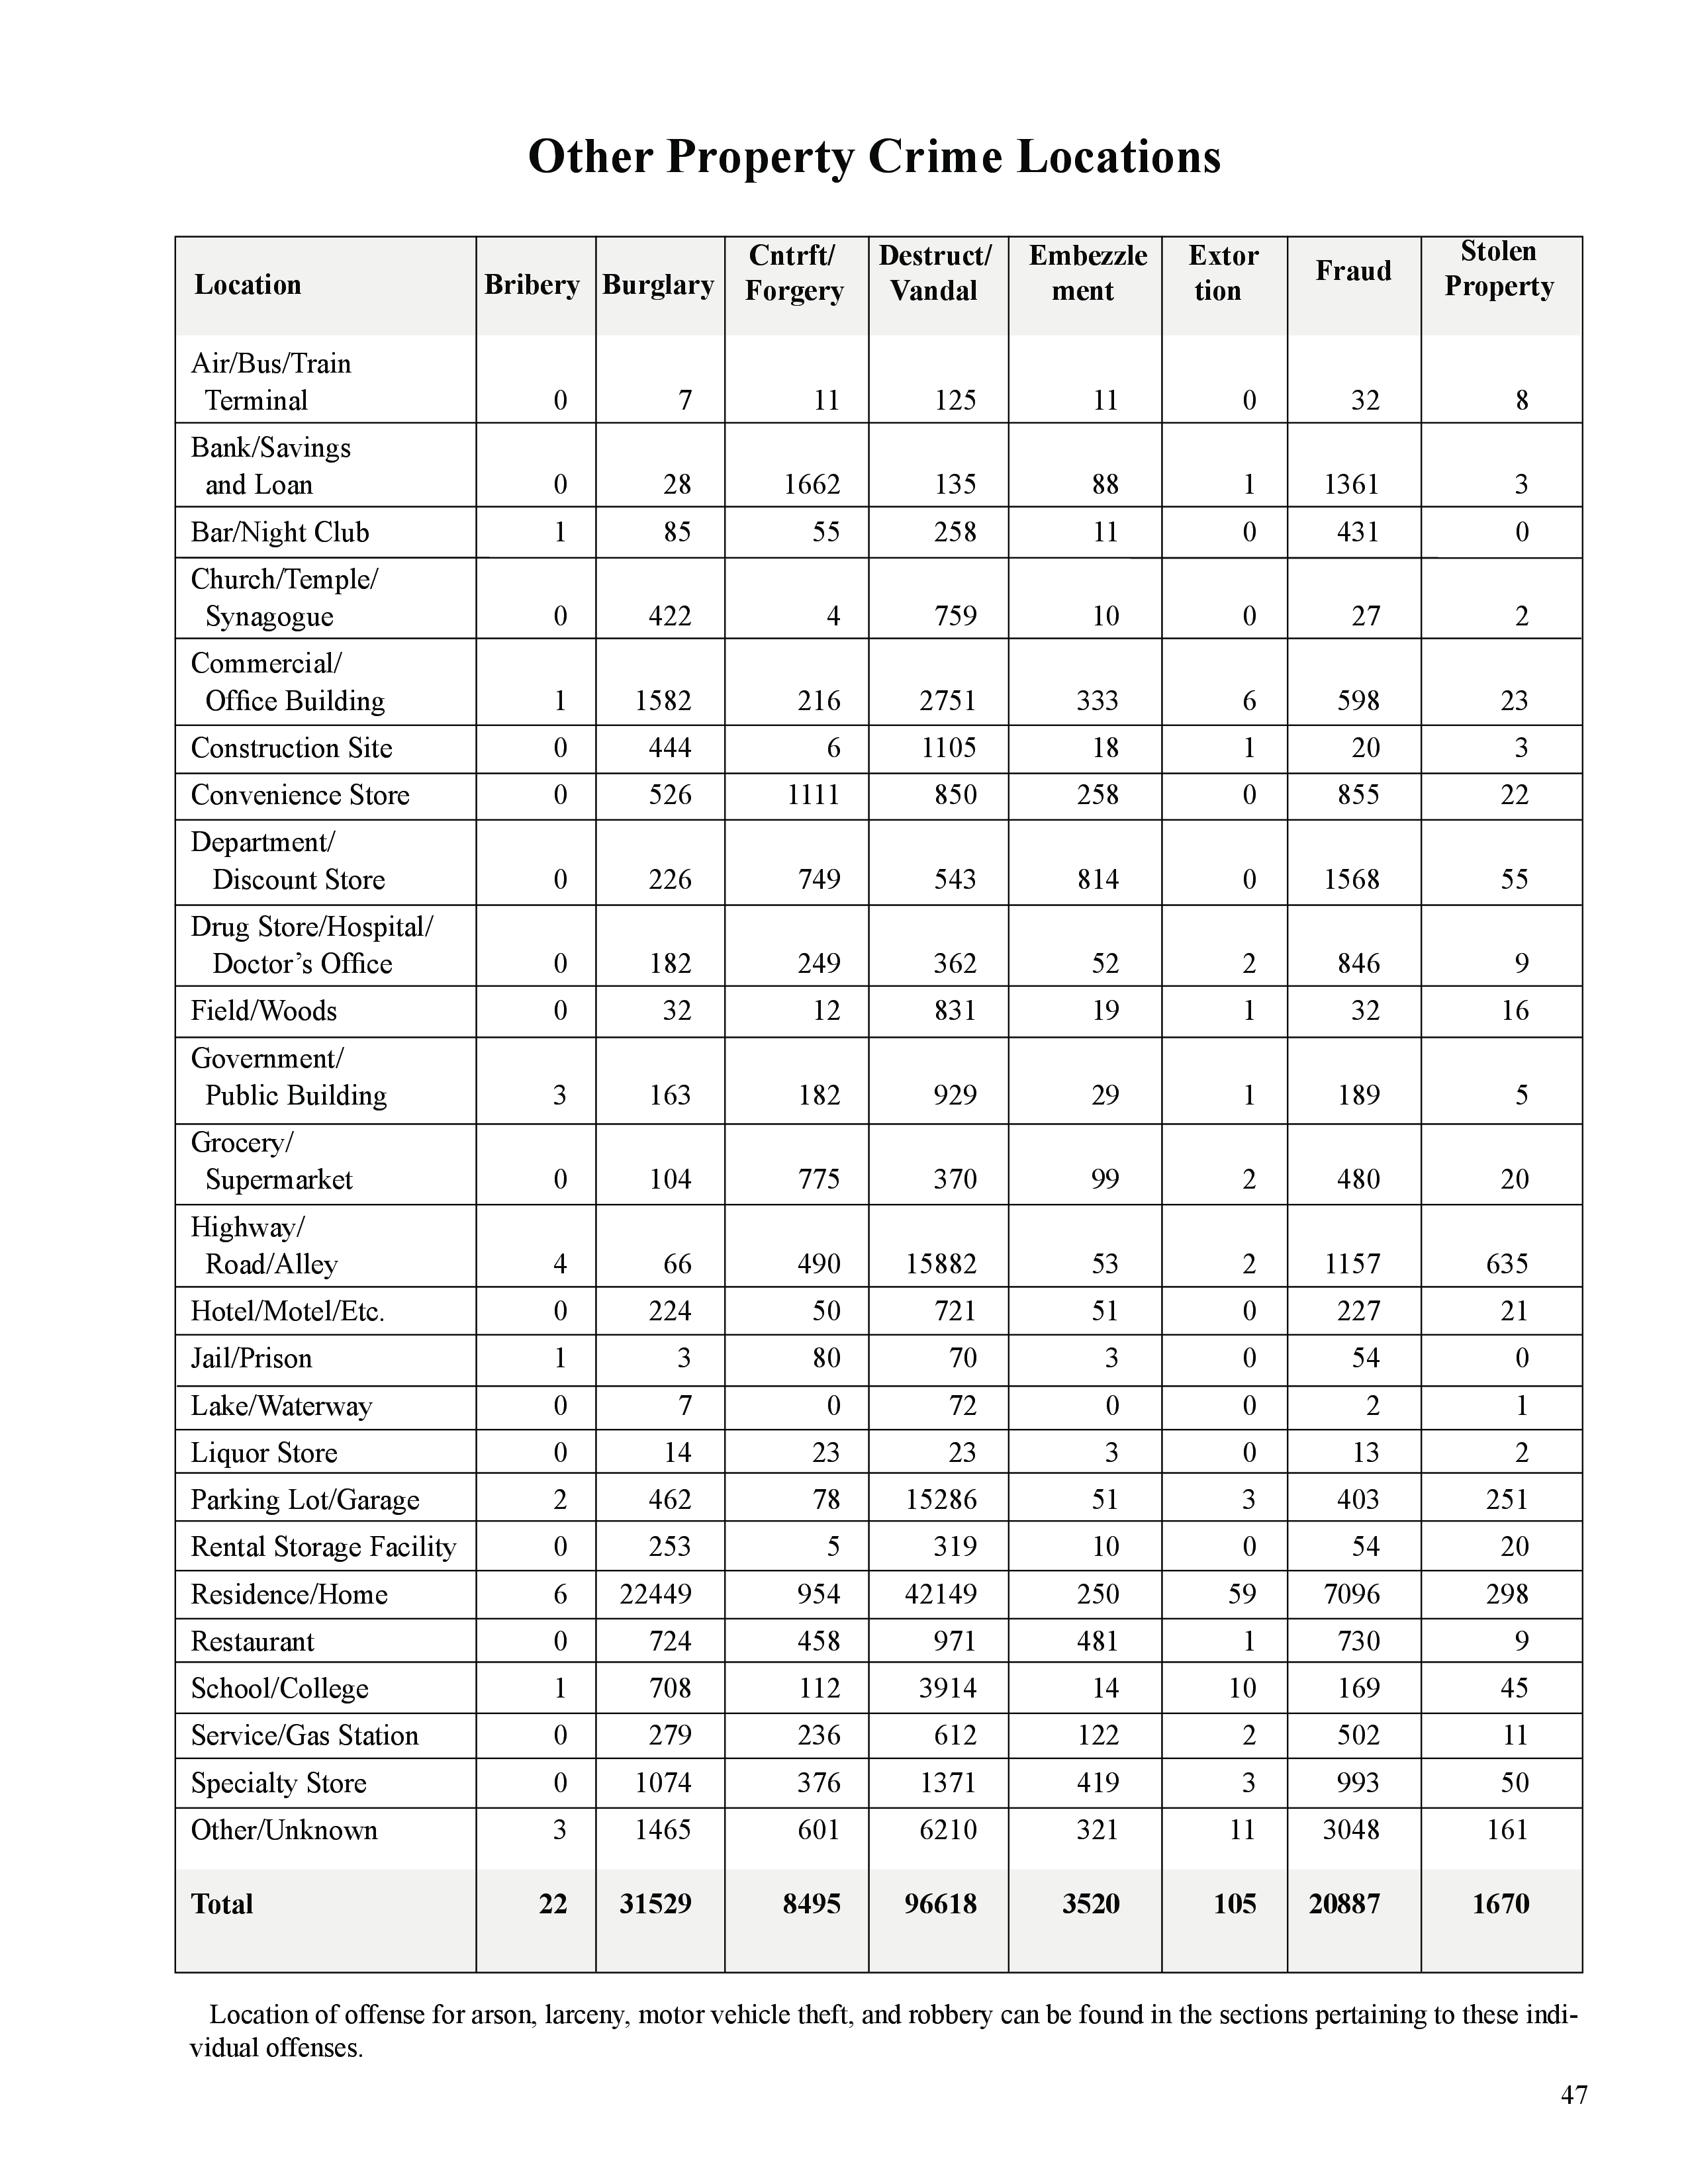 Other Property Crime Locations
Location Bribery Burglary Cntrft/ Forgery Destruct/ Vandal Embezzle ment Extor tion Fraud Stolen Property
Air/Bus/Train
Terminal 0 7 11 125 11 0 32 8
Bank/Savings
and Loan 0 28 1662 135 88 1 1361 3
Bar/Night Club 1 85 55 258 11 0 431 0
Church/Temple/
Synagogue 0 422 4 759 10 0 27 2
Commercial/
Office Building 1 1582 216 2751 333 6 598 23
Construction Site 0 444 6 1105 18 1 20 3
Convenience Store 0 526 1111 850 258 0 855 22
Department/
Discount Store 0 226 749 543 814 0 1568 55
Drug Store/Hospital/
Doctor’s Office 0 182 249 362 52 2 846 9
Field/Woods 0 32 12 831 19 1 32 16
Government/
Public Building 3 163 182 929 29 1 189 5
Grocery/
Supermarket 0 104 775 370 99 2 480 20
Highway/
Road/Alley 4 66 490 15882 53 2 1157 635
Hotel/Motel/Etc. 0 224 50 721 51 0 227 21
Jail/Prison 1 3 80 70 3 0 54 0
Lake/Waterway 0 7 0 72 0 0 2 1
Liquor Store 0 14 23 23 3 0 13 2
Parking Lot/Garage 2 462 78 15286 51 3 403 251
Rental Storage Facility 0 253 5 319 10 0 54 20
Residence/Home 6 22449 954 42149 250 59 7096 298
Restaurant 0 724 458 971 481 1 730 9
School/College 1 708 112 3914 14 10 169 45
Service/Gas Station 0 279 236 612 122 2 502 11
Specialty Store 0 1074 376 1371 419 3 993 50
Other/Unknown 3 1465 601 6210 321 11 3048 161
Total 22 31529 8495 96618 3520 105 20887 1670
Location of offense for arson, larceny, motor vehicle theft, and robbery can be found in the sections pertaining to these indi-
vidual offenses.
47